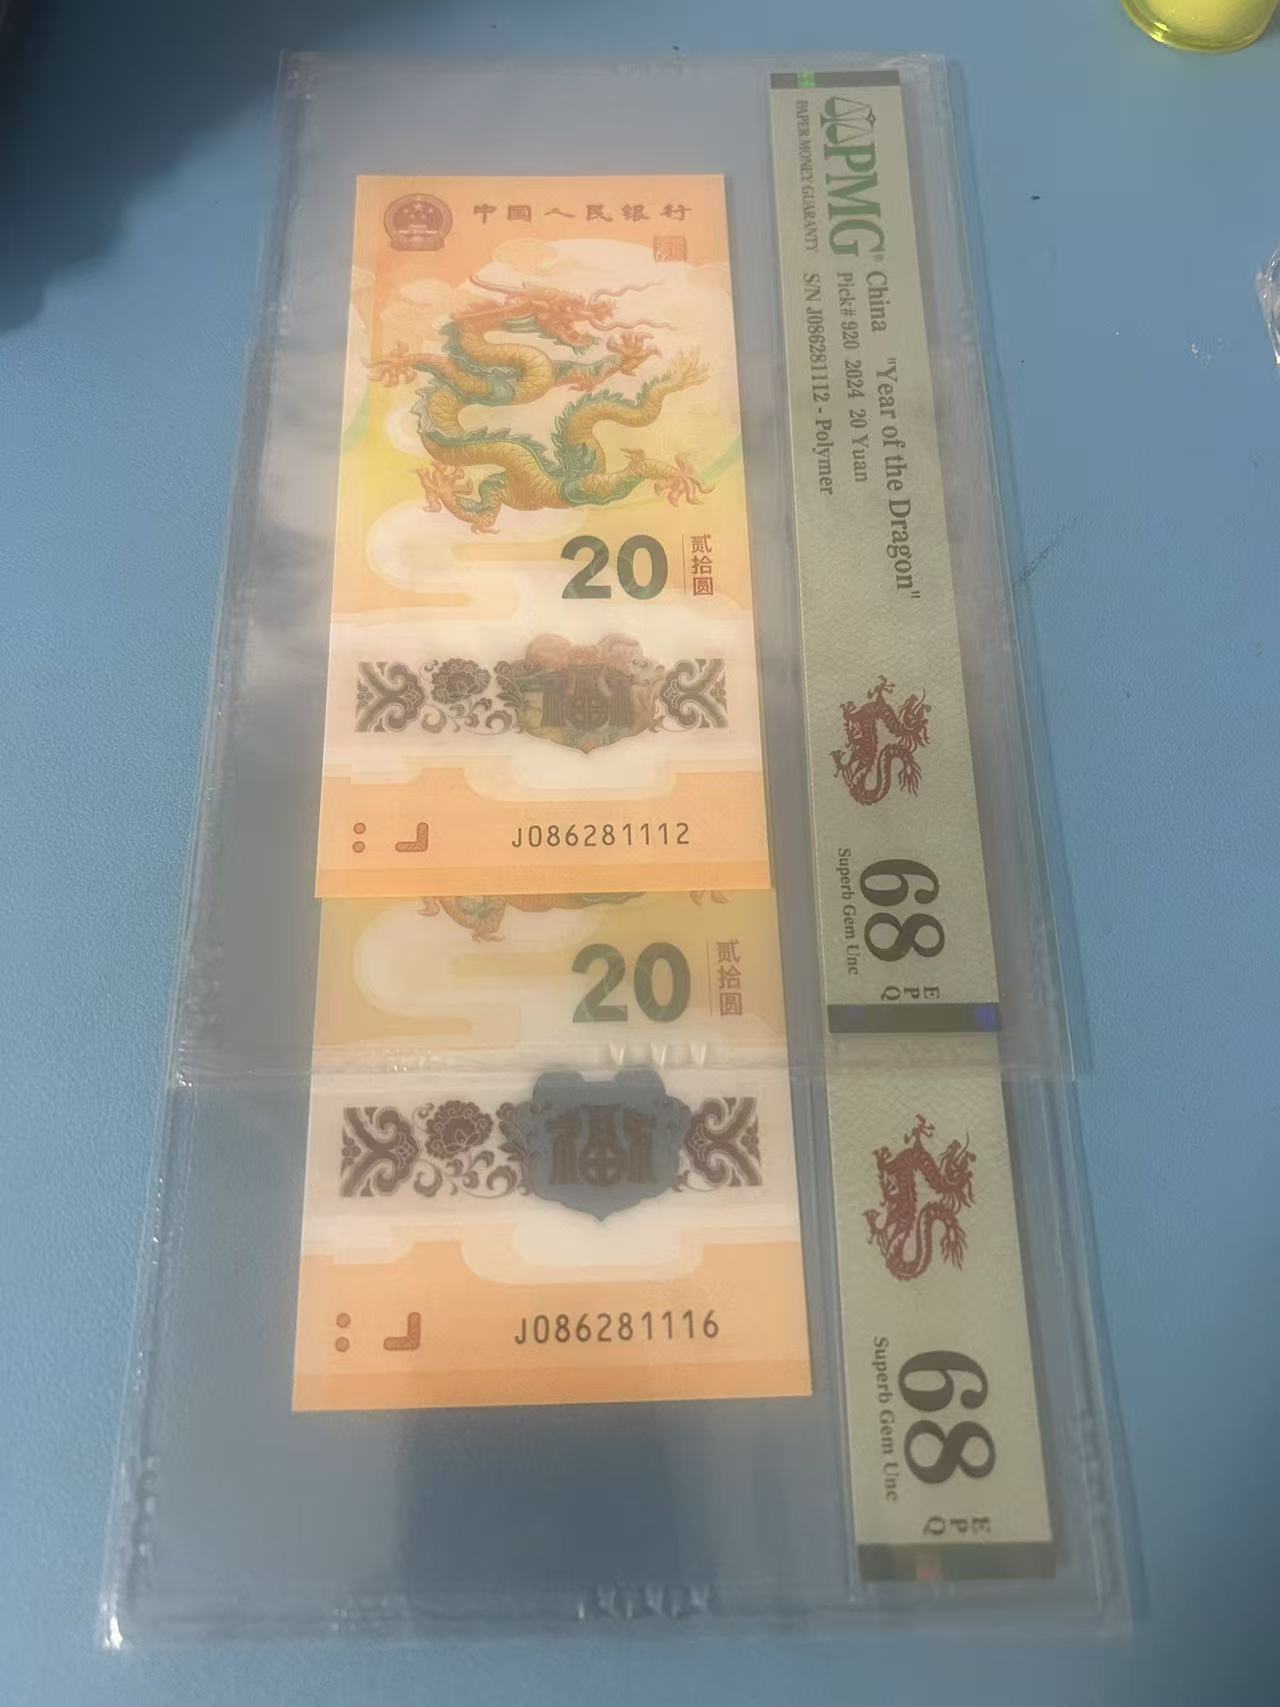 中国人民银行
20
贰拾圆
J086281112
20
贰拾圆
J086281116
PMG®
PAPER MONEY GUARANTY
China "Year of the Dragon"
Pick# 920 2024 20 Yuan
S/N J086281112 - Polymer
68
EPQ
Superb Gem Unc
68
EPQ
Superb Gem Unc